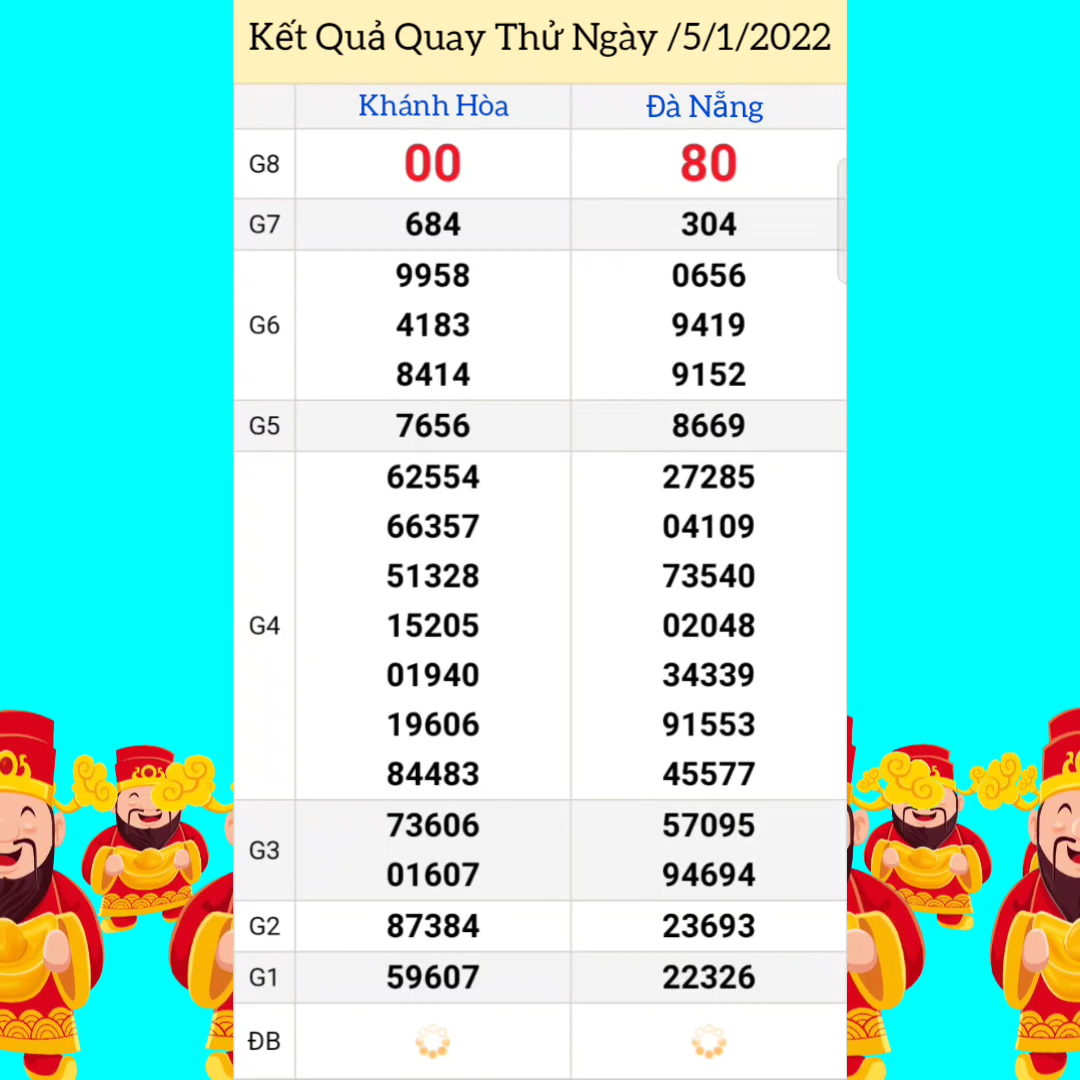 Kết Quả Quay Thử Ngày /5/1/2022
Khánh Hòa Đà Nẵng
G8 00 80
G7 684 304
G6 9958 0656
4183 9419
8414 9152
G5 7656 8669
G4 62554 27285
66357 04109
51328 73540
15205 02048
01940 34339
19606 91553
84483 45577
G3 73606 57095
01607 94694
G2 87384 23693
G1 59607 22326
ĐB